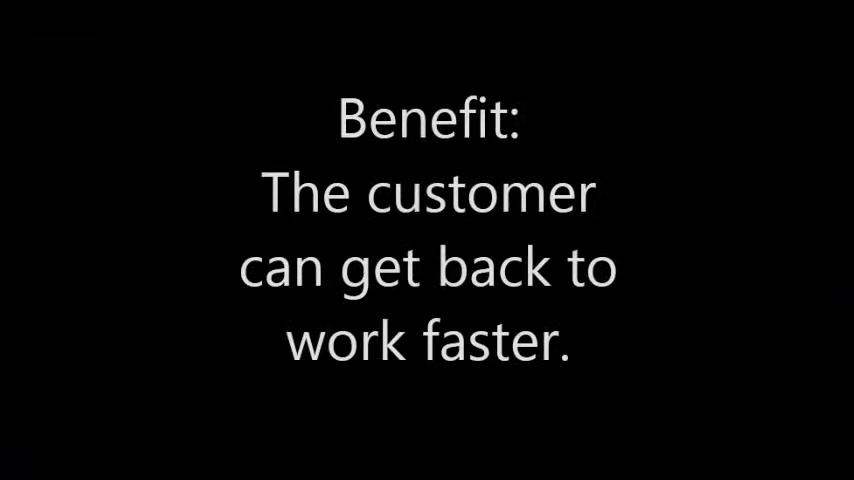 Benefit:
The customer
can get back to
work faster.